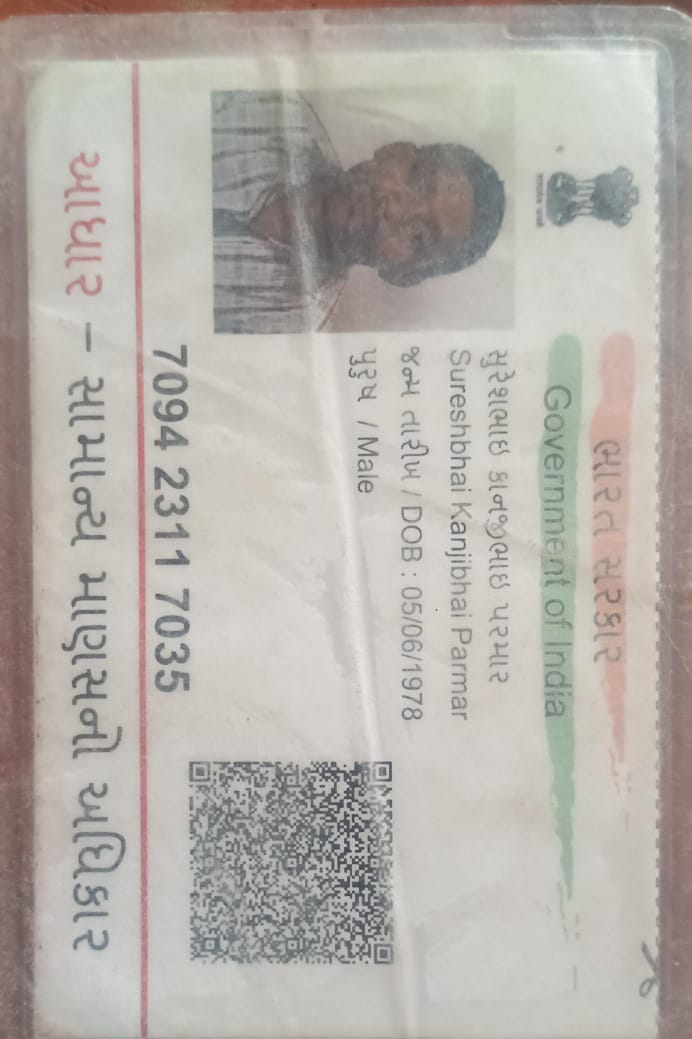 ભારત સરકાર
Government of India
સુરેશભાઇ કાનજીભાઇ પરમાર
Sureshbhai Kanjibhai Parmar
જન્મ તારીખ / DOB : 05/06/1978
પુરુષ / Male
7094 2311 7035
આધાર – સામાન્ય માણસનો અધિકાર